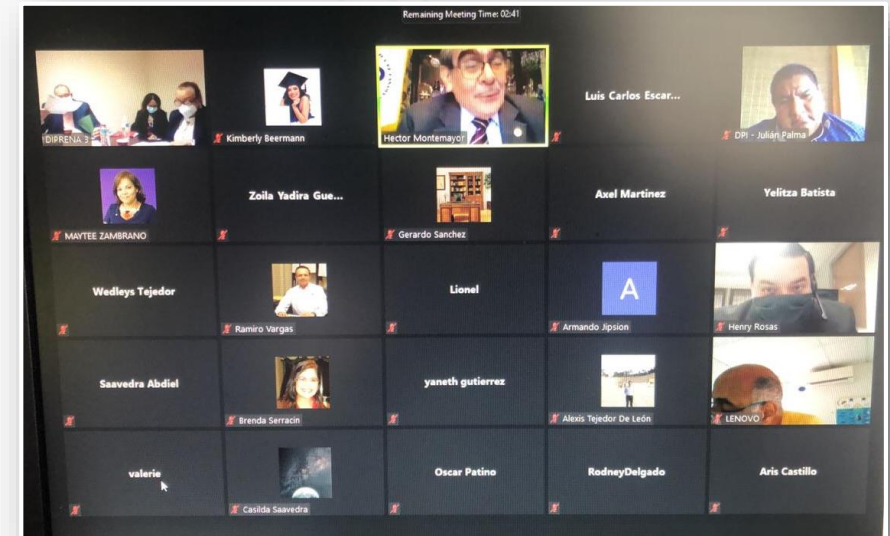 Remaining Meeting Time: 02:41
DIPRENA 3
Kimberly Beermann
Hector Montemayor
Luis Carlos Escar...
DPI - Julián Palma
MAYTEE ZAMBRANO
Zoila Yadira Gue...
Gerardo Sanchez
Axel Martinez
Yelitza Batista
Wedleys Tejedor
Ramiro Vargas
Lionel
A
Armando Jipsion
Henry Rosas
Saavedra Abdiel
Brenda Serracin
yaneth gutierrez
Alexis Tejedor De León
LENOVO
valerie
Casilda Saavedra
Oscar Patino
RodneyDelgado
Aris Castillo